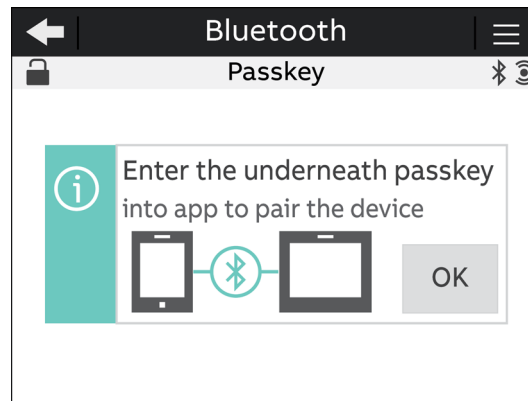 Bluetooth
Passkey
Enter the underneath passkey
into app to pair the device
OK